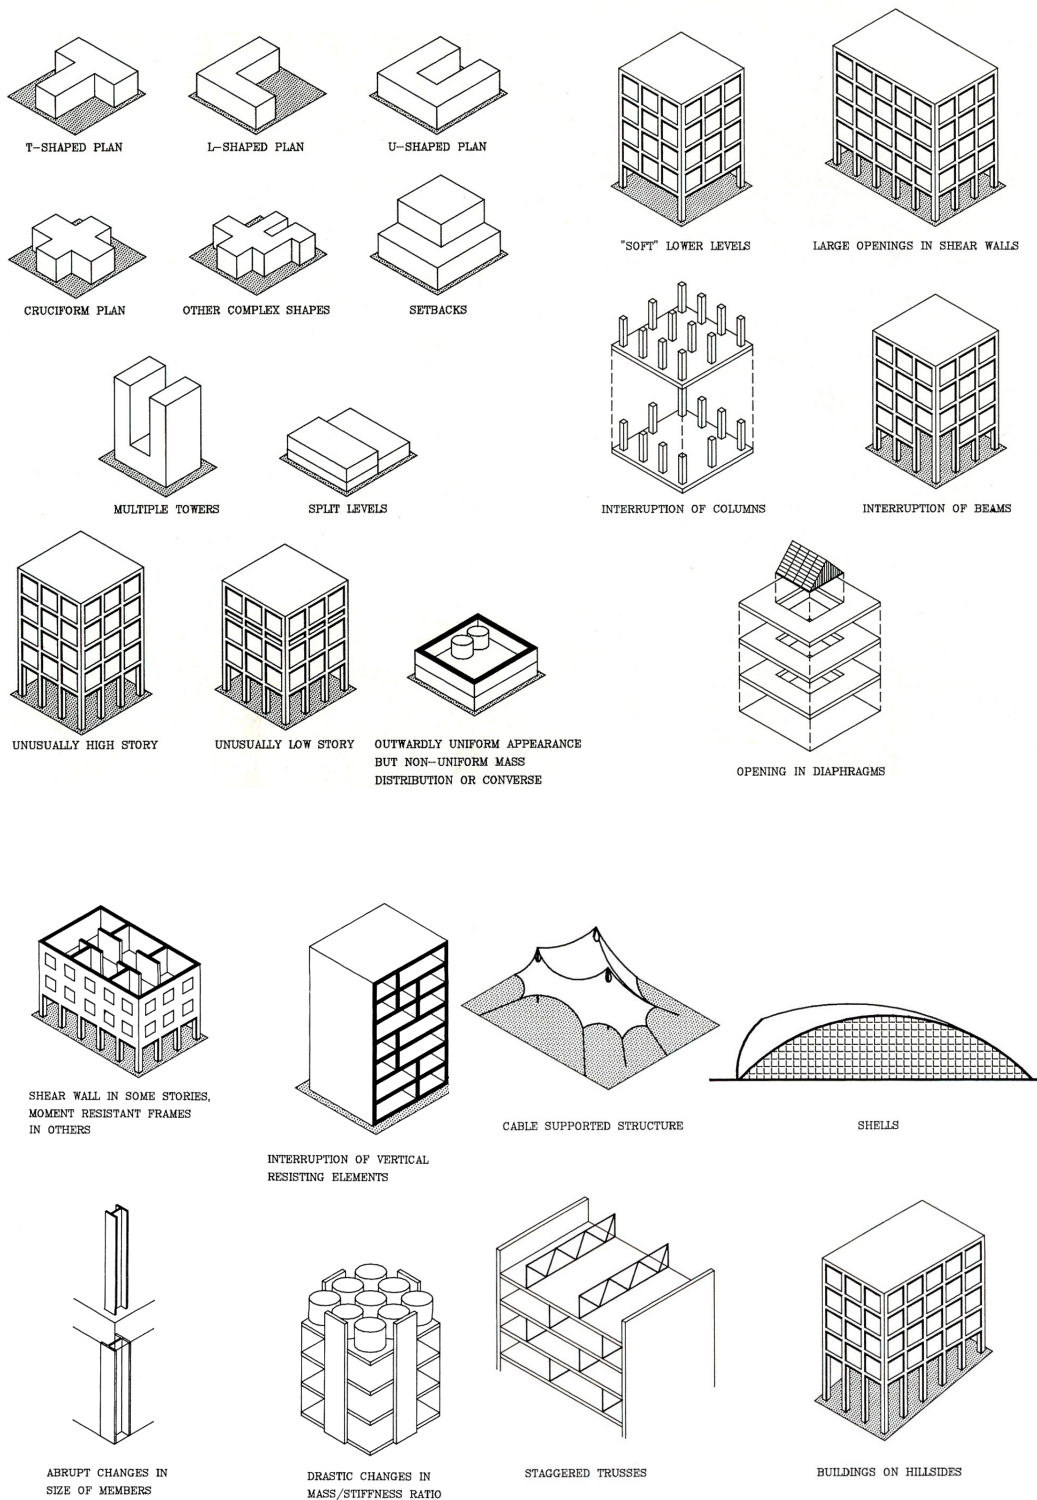 T-SHAPED PLAN
L-SHAPED PLAN
U-SHAPED PLAN
"SOFT" LOWER LEVELS
LARGE OPENINGS IN SHEAR WALLS
CRUCIFORM PLAN
OTHER COMPLEX SHAPES
SETBACKS
MULTIPLE TOWERS
SPLIT LEVELS
INTERRUPTION OF COLUMNS
INTERRUPTION OF BEAMS
UNUSUALLY HIGH STORY
UNUSUALLY LOW STORY
OUTWARDLY UNIFORM APPEARANCE
BUT NON-UNIFORM MASS
DISTRIBUTION OR CONVERSE
OPENING IN DIAPHRAGMS
SHEAR WALL IN SOME STORIES,
MOMENT RESISTANT FRAMES
IN OTHERS
INTERRUPTION OF VERTICAL
RESISTING ELEMENTS
CABLE SUPPORTED STRUCTURE
SHELLS
ABRUPT CHANGES IN
SIZE OF MEMBERS
DRASTIC CHANGES IN
MASS/STIFFNESS RATIO
STAGGERED TRUSSES
BUILDINGS ON HILLSIDES